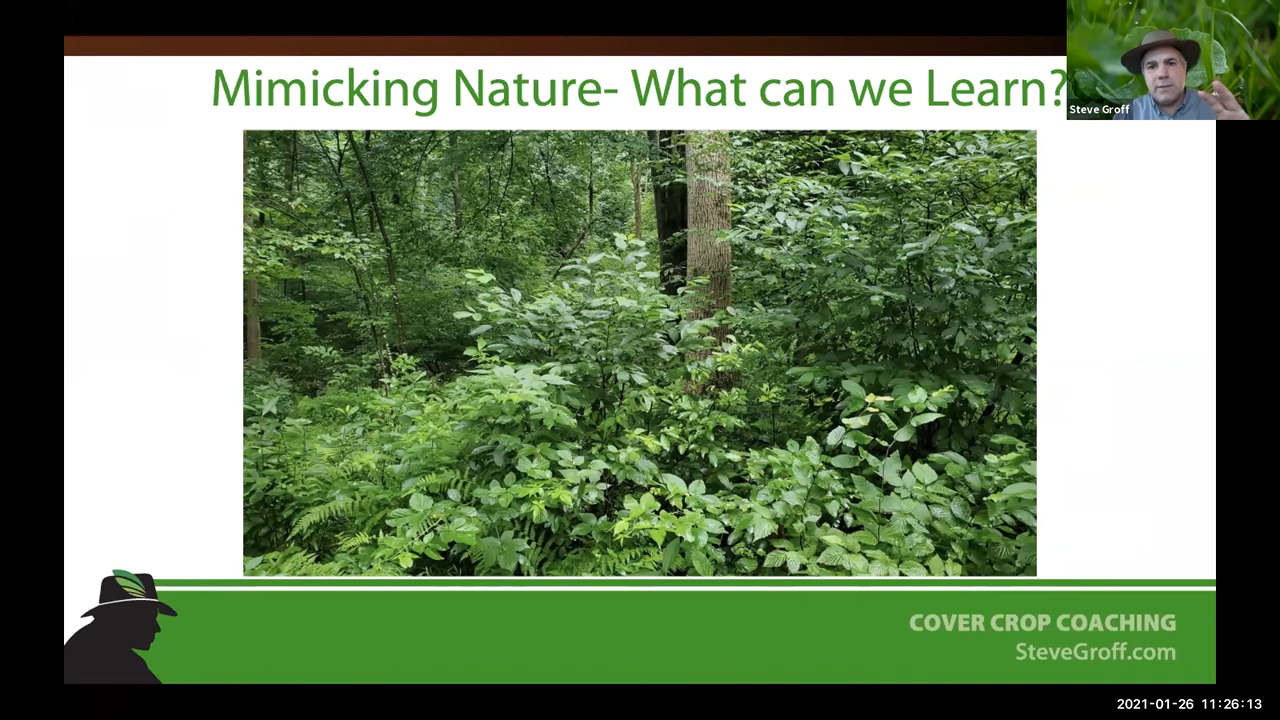 Mimicking Nature- What can we Learn?
Steve Groff
COVER CROP COACHING
SteveGroff.com
2021-01-26 11:26:13